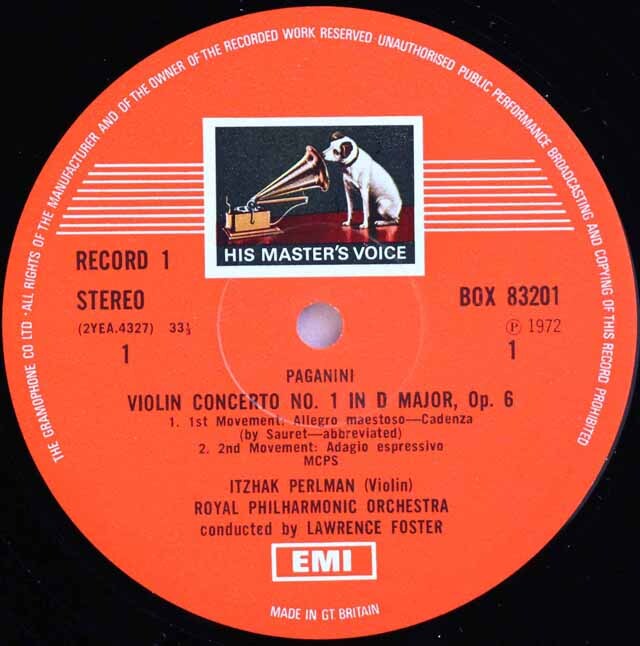 THE GRAMOPHONE CO LTD · ALL RIGHTS OF THE MANUFACTURER AND OF THE OWNER OF THE RECORDED WORK RESERVED · UNAUTHORISED PUBLIC PERFORMANCE BROADCASTING AND COPYING OF THIS RECORD PROHIBITED
HIS MASTER'S VOICE
RECORD 1
STEREO
BOX 83201
(2YEA.4327) 33⅓
℗ 1972
1
1
PAGANINI
VIOLIN CONCERTO NO. 1 IN D MAJOR, Op. 6
1. 1st Movement: Allegro maestoso—Cadenza
(by Sauret—abbreviated)
2. 2nd Movement: Adagio espressivo
MCPS
ITZHAK PERLMAN (Violin)
ROYAL PHILHARMONIC ORCHESTRA
conducted by LAWRENCE FOSTER
EMI
MADE IN GT. BRITAIN